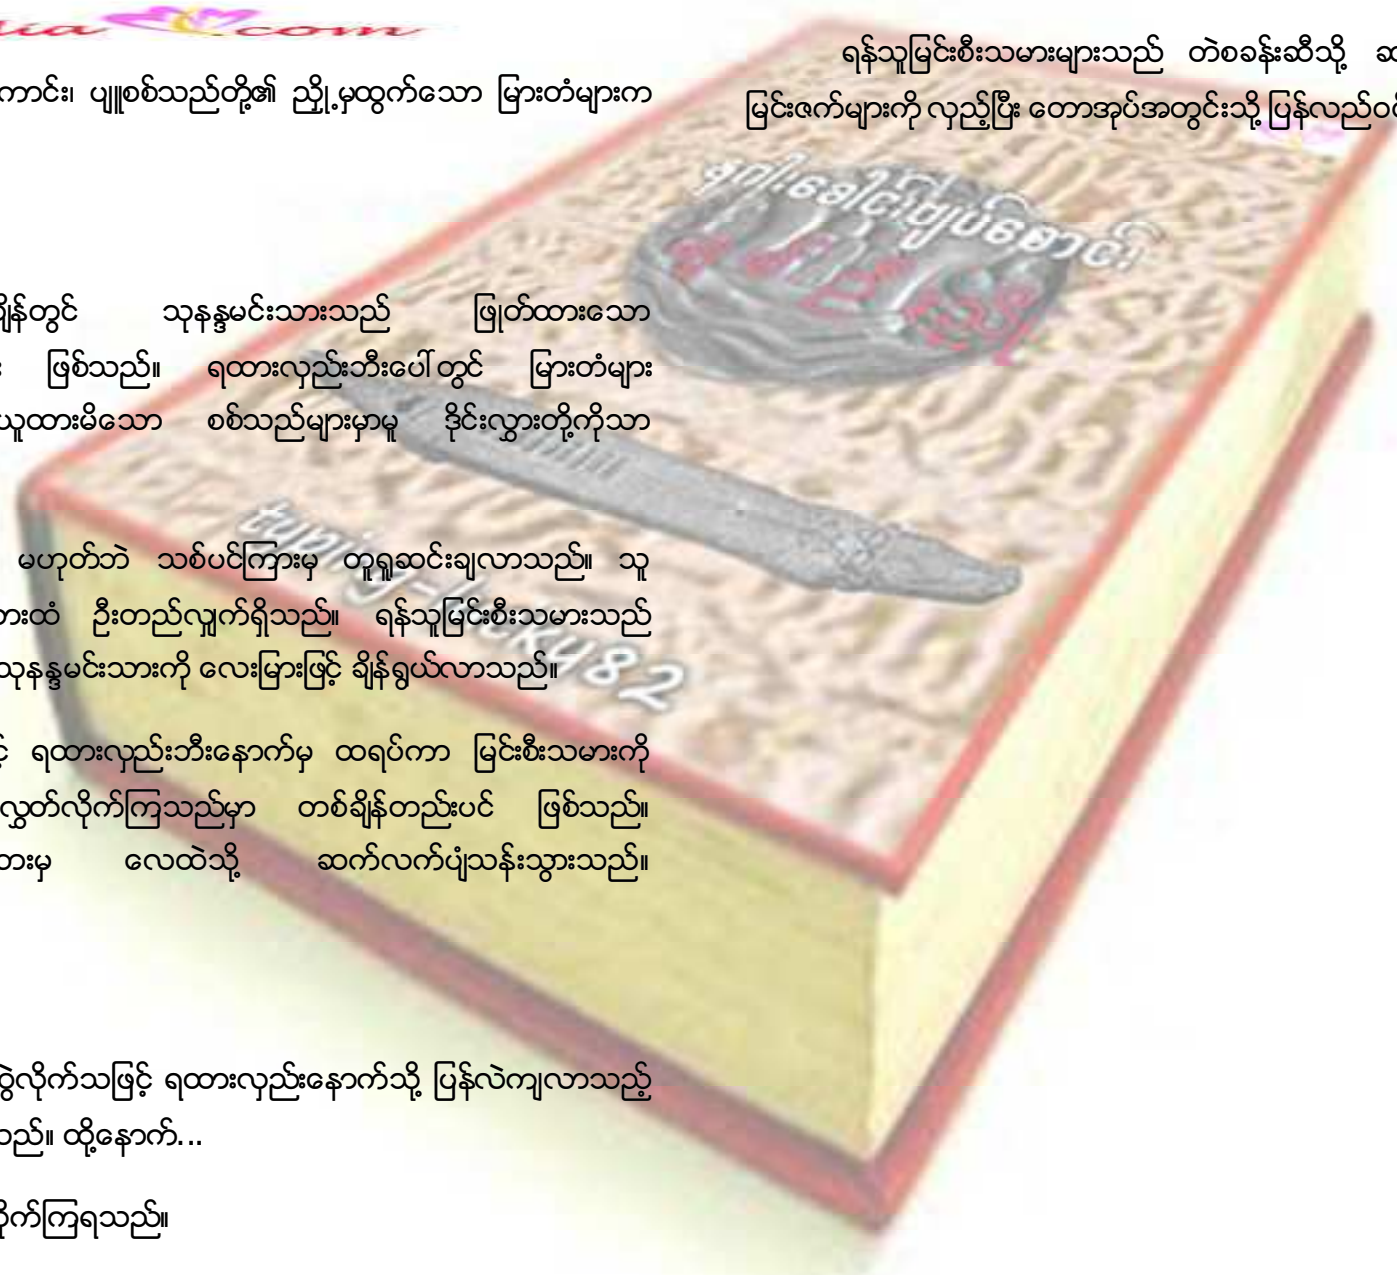 com
ကောင်း၊ ပျူစစ်သည်တို့၏ ညှို့မှထွက်သော မြားတံများက
ချိန်တွင် သုနန္ဒမင်းသားသည် ဖြုတ်ထားသော
ဖြစ်သည်။ ရထားလှည်းဘီးပေါ်တွင် မြားတံများ
ယူထားမိသော စစ်သည်များမှာမူ ဒိုင်းလွှားတို့ကိုသာ
မဟုတ်ဘဲ သစ်ပင်ကြားမှ တူရူဆင်းချလာသည်။ သူ
သားထံ ဦးတည်လျှက်ရှိသည်။ ရန်သူမြင်းစီးသမားသည်
သုနန္ဒမင်းသားကို လေးမြားဖြင့် ချိန်ရွယ်လာသည်။
ရထားလှည်းဘီးနောက်မှ ထရပ်ကာ မြင်းစီးသမားကို
လွှတ်လိုက်ကြသည်မှာ တစ်ချိန်တည်းပင် ဖြစ်သည်။
လေထဲသို့ ဆက်လက်ပျံသန်းသွားသည်။
ဆွဲလိုက်သဖြင့် ရထားလှည်းနောက်သို့ ပြန်လဲကျလာသည့်
သည်။ ထို့နောက်...
လိုက်ကြရသည်။
ရန်သူမြင်းစီးသမားများသည် တဲစခန်းဆီသို့
မြင်းဇက်များကို လှည့်ပြီး တောအုပ်အတွင်းသို့ ပြန်လည်ဝင်
typing-lucky82